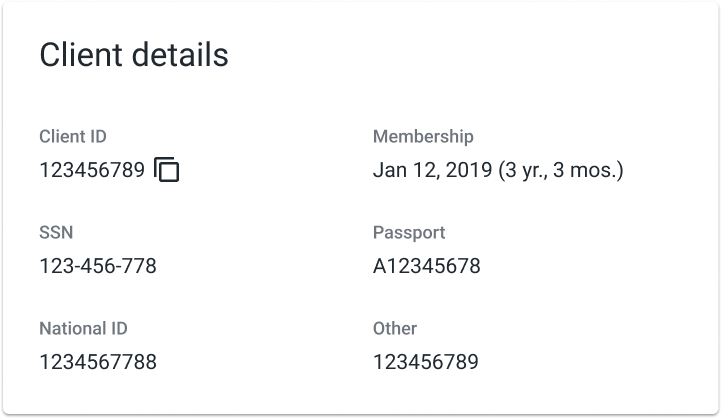 Client details
Client ID
Membership
123456789
Jan 12, 2019 (3 yr., 3 mos.)
SSN
Passport
123-456-778
A12345678
National ID
Other
1234567788
123456789